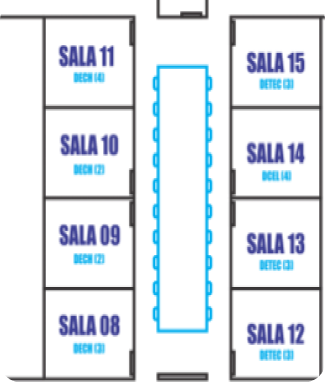 SALA 11
DECH (4)
SALA 15
DETEC (3)
SALA 10
DECH (2)
SALA 14
DCEL (4)
SALA 09
DECH (2)
SALA 13
DETEC (3)
SALA 08
DECH (3)
SALA 12
DETEC (3)